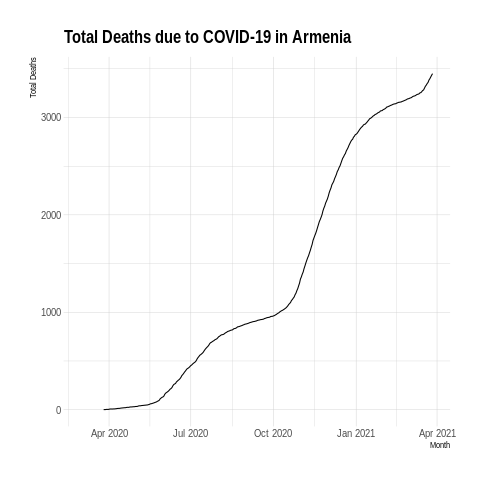 Total Deaths due to COVID-19 in Armenia
Total Deaths
3000
2000
1000
0
Apr 2020 Jul 2020 Oct 2020 Jan 2021 Apr 2021
Month